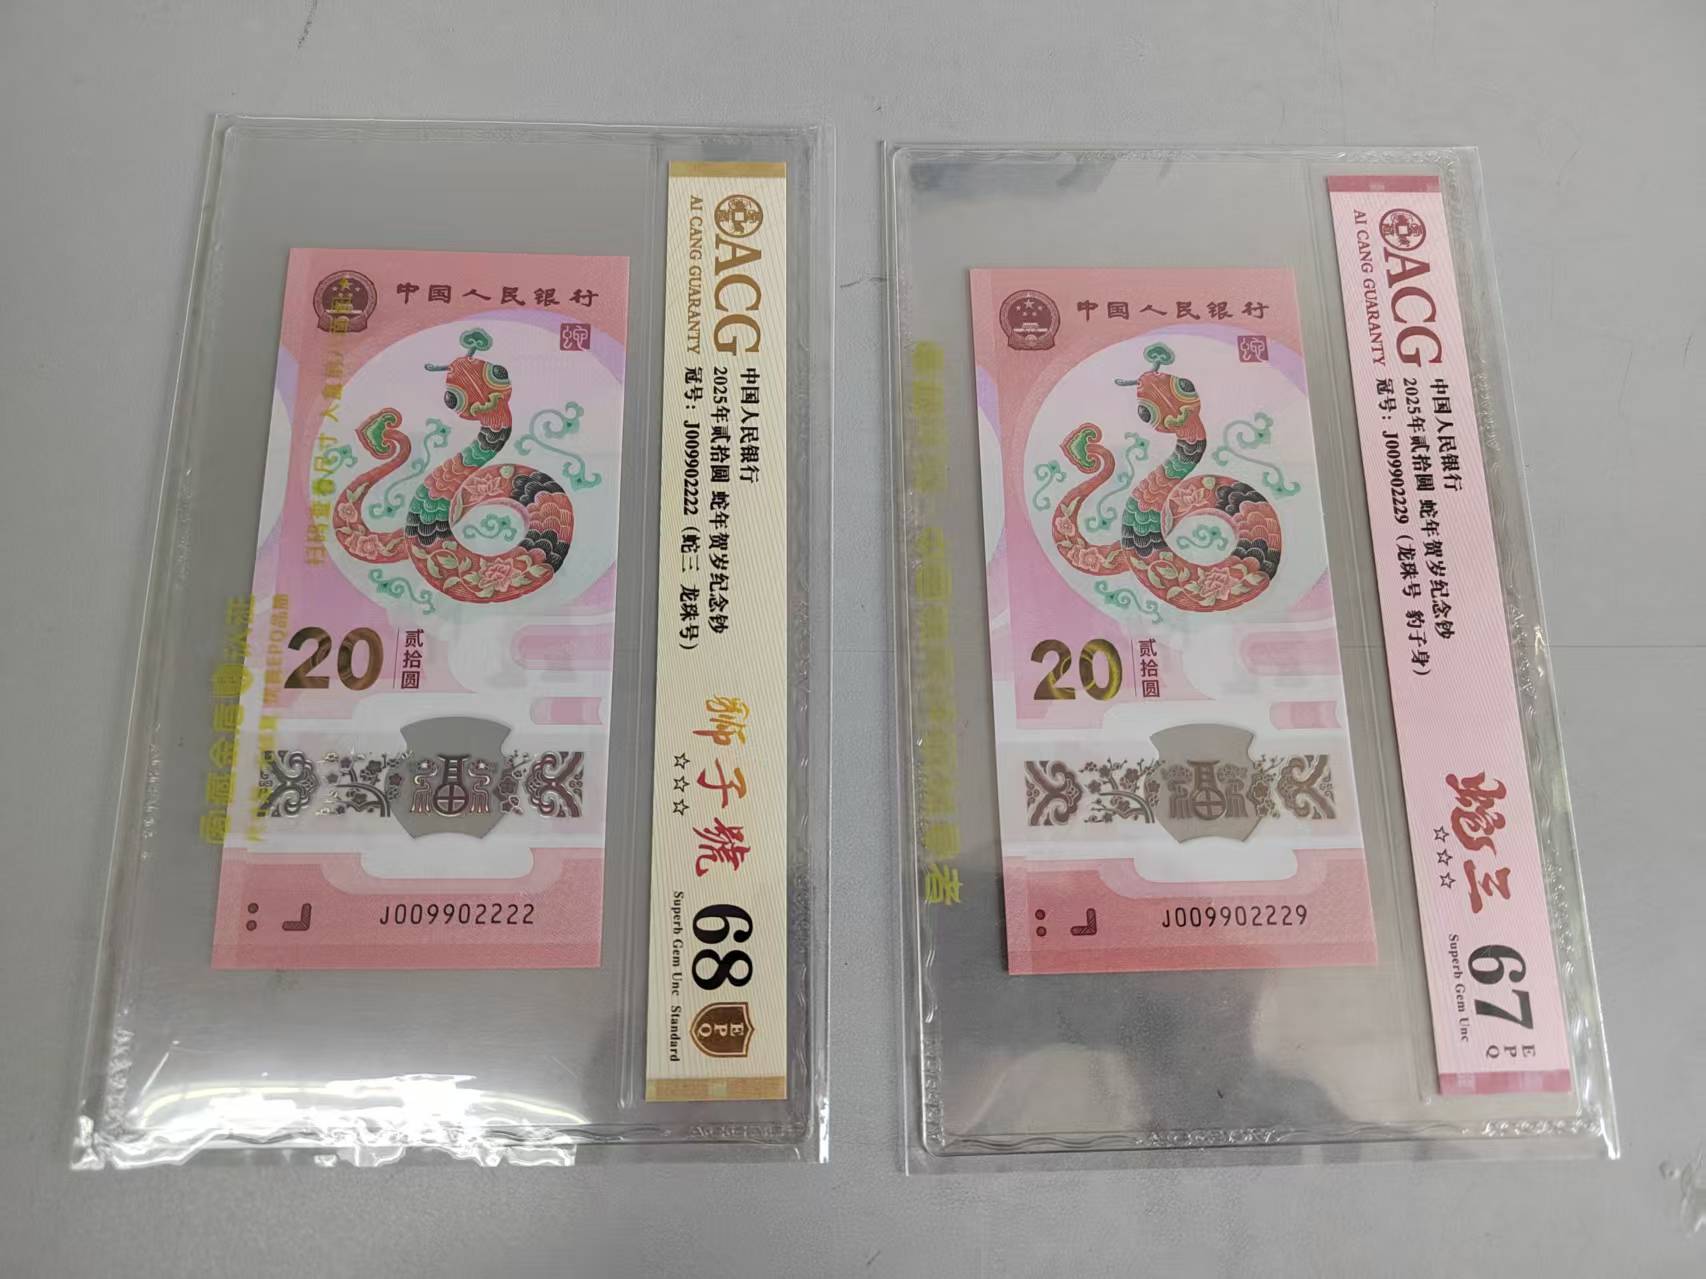 中国人民银行
20
贰拾圆
J009902222
ACG
AI CANG GUARANTY
中国人民银行
2025年贰拾圆 蛇年贺岁纪念钞
冠号：J009902222（蛇三 龙珠号）
獅子號
☆☆☆
68
Superb Gem Unc Standard
EPQ
中国人民银行
20
贰拾圆
J009902229
ACG
AI CANG GUARANTY
中国人民银行
2025年贰拾圆 蛇年贺岁纪念钞
冠号：J009902229（龙珠号 豹子身）
蛇三
☆☆☆
67
Superb Gem Unc
EPQ